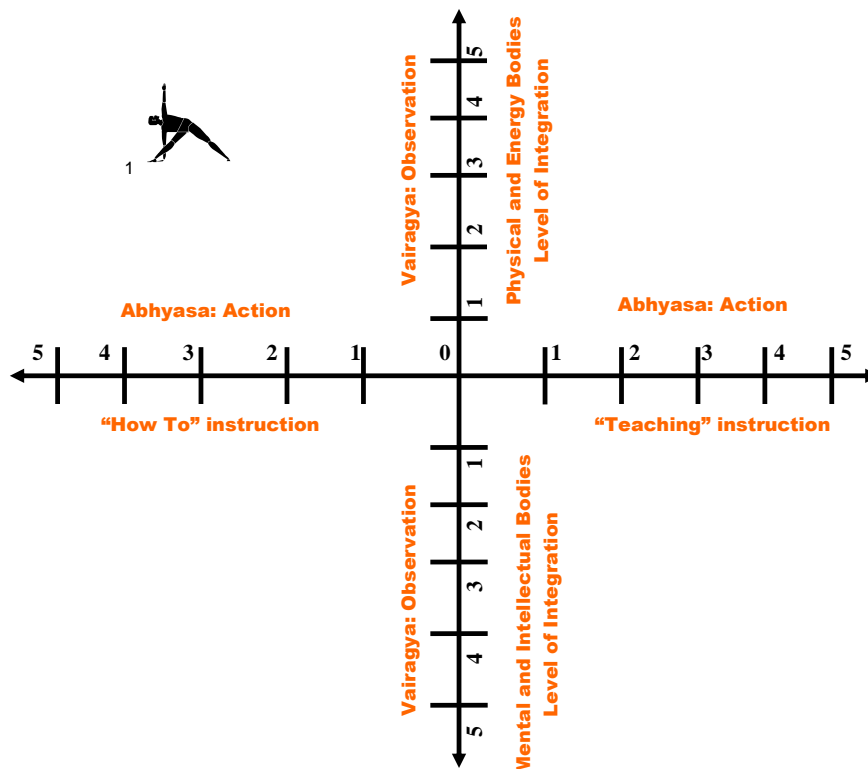 Vairagya: Observation
Physical and Energy Bodies
Level of Integration
5
4
3
2
1
1
Abhyasa: Action
Abhyasa: Action
5 4 3 2 1 0 1 2 3 4 5
“How To” instruction
“Teaching” instruction
1
2
3
4
5
Vairagya: Observation
Mental and Intellectual Bodies
Level of Integration